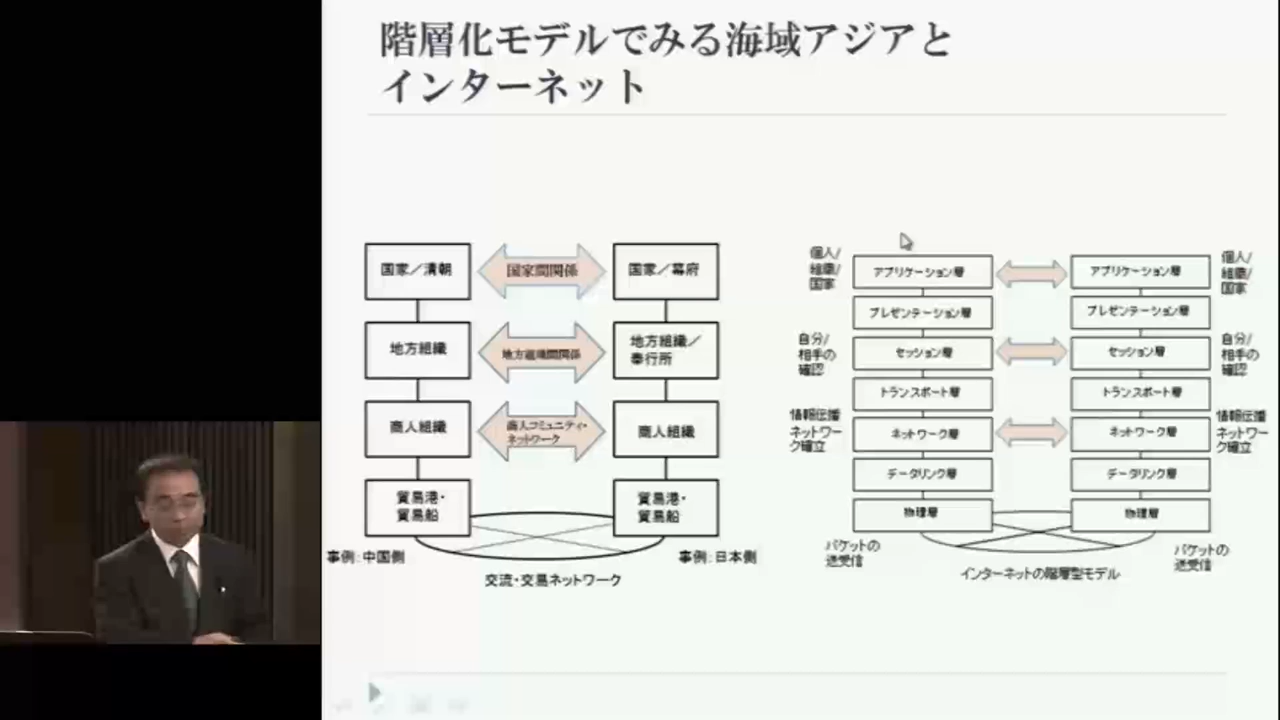 階層化モデルでみる海域アジアと
インターネット
国家／清朝
国家間関係
国家／幕府
地方組織
地方組織／
奉行所
商人組織
商人コミュニティ・
ネットワーク
商人組織
貿易港・
貿易船
貿易港・
貿易船
事例：中国側
事例：日本側
交流・交易ネットワーク
個人/
組織/
国家
アプリケーション層
アプリケーション層
個人/
組織/
国家
プレゼンテーション層
プレゼンテーション層
自分/
相手の
確認
セッション層
セッション層
自分/
相手の
確認
トランスポート層
トランスポート層
情報伝播
ネットワー
ク確立
ネットワーク層
ネットワーク層
情報伝播
ネットワー
ク確立
データリンク層
データリンク層
物理層
物理層
パケットの
送受信
パケットの
送受信
インターネットの階層型モデル